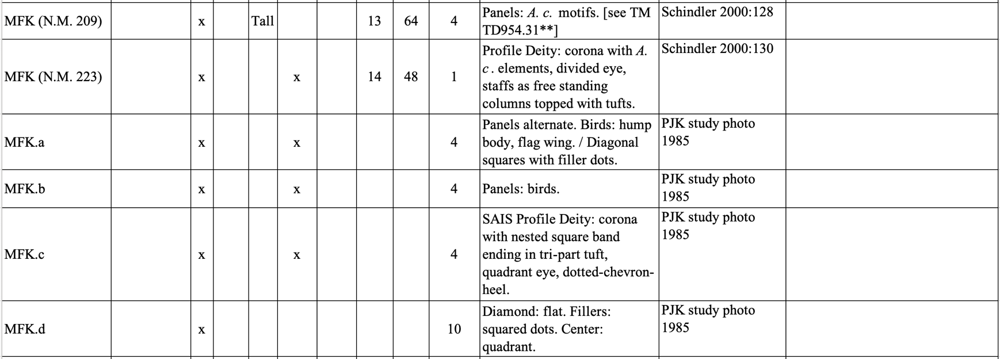 MFK (N.M. 209) x Tall 13 64 4 Panels: A. c. motifs. [see TM Schindler 2000:128
TD954.31**]
MFK (N.M. 223) x x 14 48 1 Profile Deity: corona with A. Schindler 2000:130
c. elements, divided eye,
staffs as free standing
columns topped with tufts.
MFK.a x x 4 Panels alternate. Birds: hump PJK study photo
body, flag wing. / Diagonal 1985
squares with filler dots.
MFK.b x x 4 Panels: birds. PJK study photo
1985
MFK.c x x 4 SAIS Profile Deity: corona PJK study photo
with nested square band 1985
ending in tri-part tuft,
quadrant eye, dotted-chevron-
heel.
MFK.d x 10 Diamond: flat. Fillers: PJK study photo
squared dots. Center: 1985
quadrant.